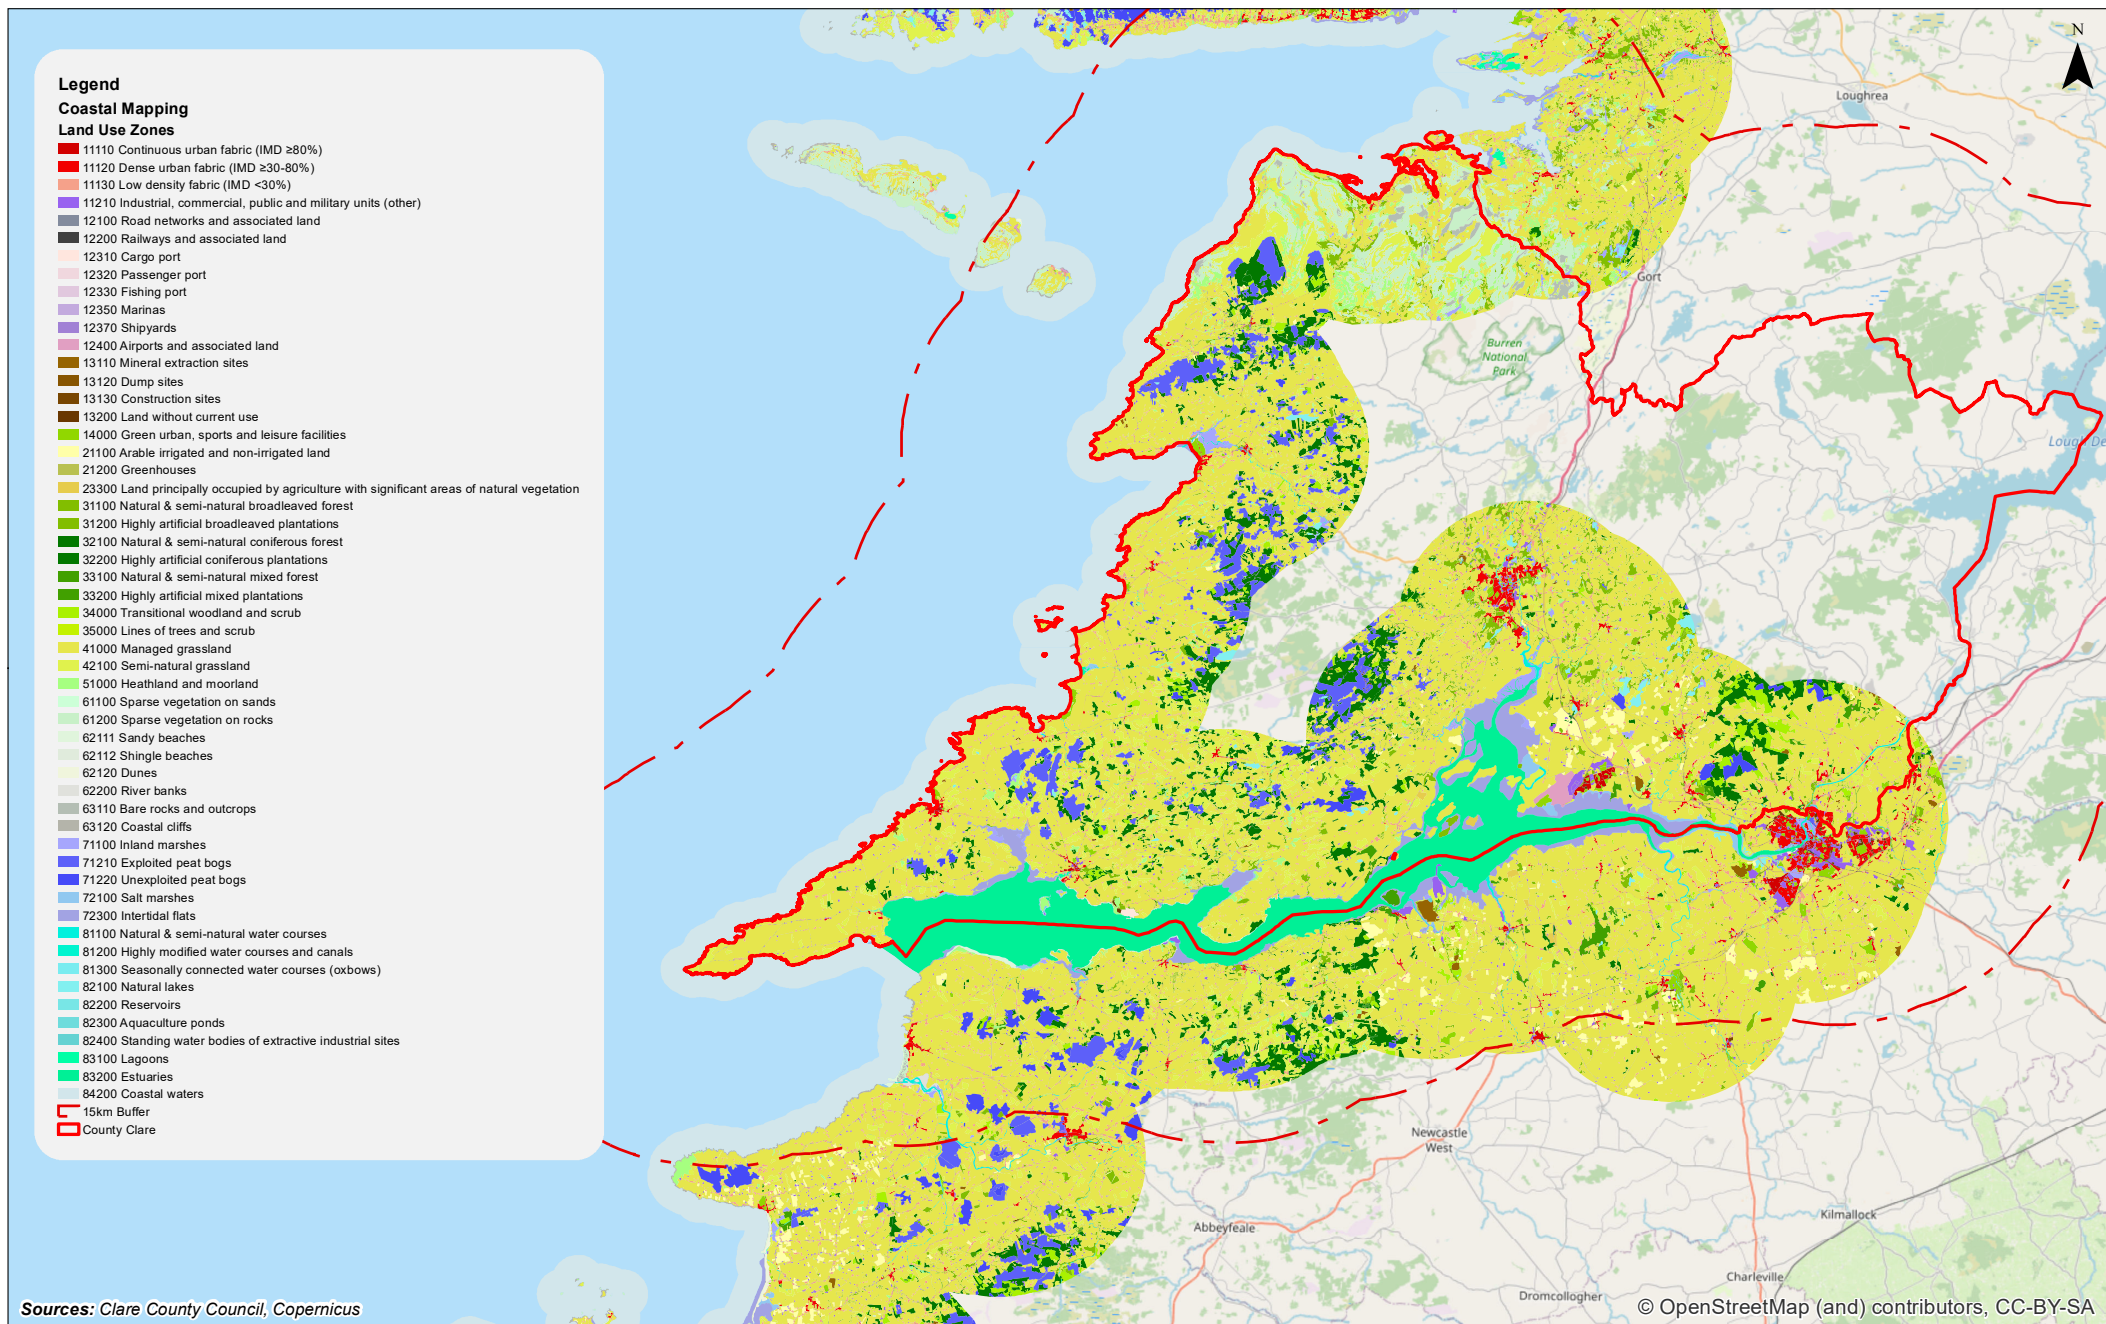 Legend
Coastal Mapping
Land Use Zones
11110 Continuous urban fabric (IMD ≥80%)
11120 Dense urban fabric (IMD ≥30-80%)
11130 Low density fabric (IMD <30%)
11210 Industrial, commercial, public and military units (other)
12100 Road networks and associated land
12200 Railways and associated land
12310 Cargo port
12320 Passenger port
12330 Fishing port
12350 Marinas
12370 Shipyards
12400 Airports and associated land
13110 Mineral extraction sites
13120 Dump sites
13130 Construction sites
13200 Land without current use
14000 Green urban, sports and leisure facilities
21100 Arable irrigated and non-irrigated land
21200 Greenhouses
23300 Land principally occupied by agriculture with significant areas of natural vegetation
31100 Natural & semi-natural broadleaved forest
31200 Highly artificial broadleaved plantations
32100 Natural & semi-natural coniferous forest
32200 Highly artificial coniferous plantations
33100 Natural & semi-natural mixed forest
33200 Highly artificial mixed plantations
34000 Transitional woodland and scrub
35000 Lines of trees and scrub
41000 Managed grassland
42100 Semi-natural grassland
51000 Heathland and moorland
61100 Sparse vegetation on sands
61200 Sparse vegetation on rocks
62111 Sandy beaches
62112 Shingle beaches
62120 Dunes
62200 River banks
63110 Bare rocks and outcrops
63120 Coastal cliffs
71100 Inland marshes
71210 Exploited peat bogs
71220 Unexploited peat bogs
72100 Salt marshes
72300 Intertidal flats
81100 Natural & semi-natural water courses
81200 Highly modified water courses and canals
81300 Seasonally connected water courses (oxbows)
82100 Natural lakes
82200 Reservoirs
82300 Aquaculture ponds
82400 Standing water bodies of extractive industrial sites
83100 Lagoons
83200 Estuaries
84200 Coastal waters
15km Buffer
County Clare
N
Loughrea
Gort
Burren
National
Park
Lough De
Newcastle
West
Abbeyfeale
Kilmallock
Charleville
Dromcollogher
Sources: Clare County Council, Copernicus
© OpenStreetMap (and) contributors, CC-BY-SA